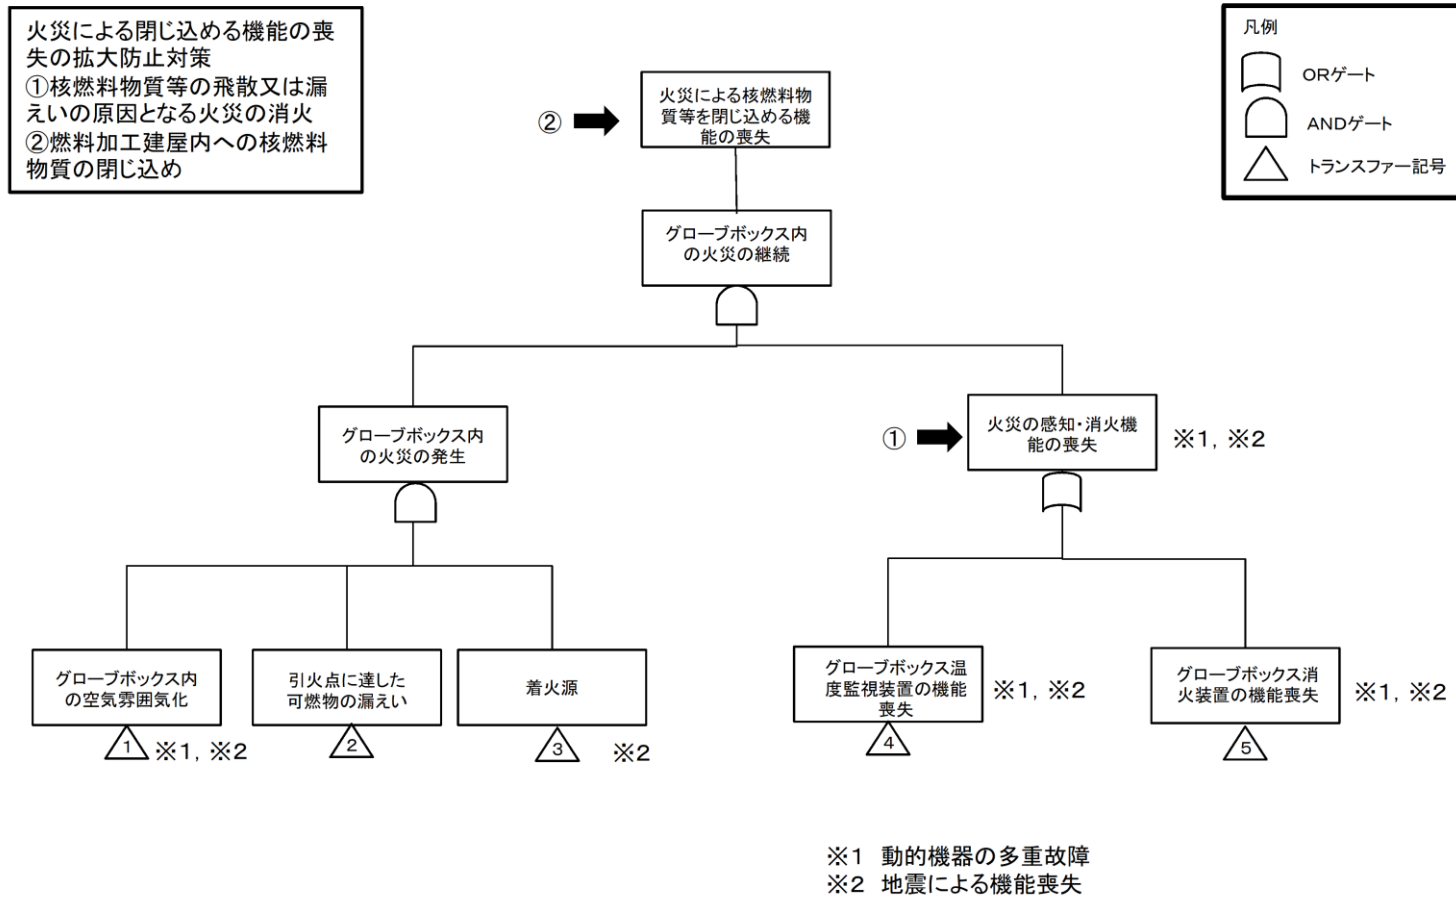 火災による閉じ込める機能の喪
失の拡大防止対策
①核燃料物質等の飛散又は漏
えいの原因となる火災の消火
②燃料加工建屋内への核燃料
物質の閉じ込め
凡例
ORゲート
ANDゲート
トランスファー記号
②
火災による核燃料物
質等を閉じ込める機
能の喪失
グローブボックス内
の火災の継続
グローブボックス内
の火災の発生
①
火災の感知・消火機
能の喪失
※1, ※2
グローブボックス内
の空気雰囲気化
1
※1, ※2
引火点に達した
可燃物の漏えい
2
着火源
3
※2
グローブボックス温
度監視装置の機能
喪失
※1, ※2
4
グローブボックス消
火装置の機能喪失
※1, ※2
5
※1 動的機器の多重故障
※2 地震による機能喪失